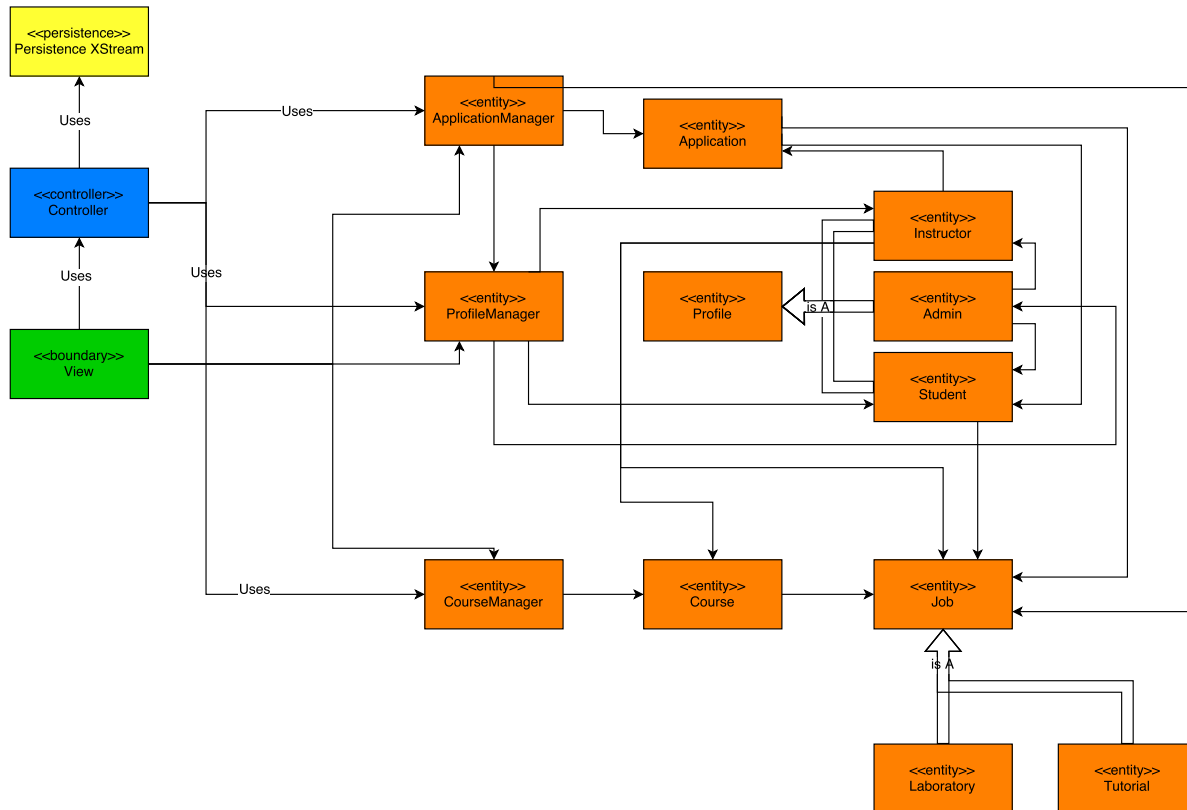 <<persistence>>
Persistence XStream
Uses
<<controller>>
Controller
Uses
<<boundary>>
View
Uses
Uses
Uses
<<entity>>
ApplicationManager
<<entity>>
Application
<<entity>>
Instructor
<<entity>>
ProfileManager
<<entity>>
Profile
is A
<<entity>>
Admin
<<entity>>
Student
<<entity>>
CourseManager
<<entity>>
Course
<<entity>>
Job
is A
<<entity>>
Laboratory
<<entity>>
Tutorial